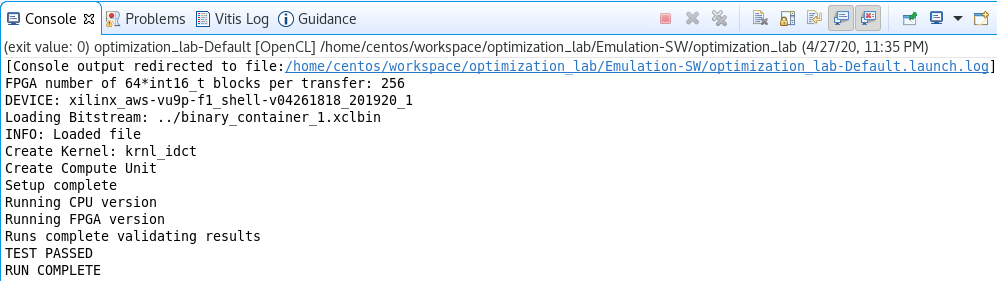 Console Problems Vitis Log Guidance
(exit value: 0) optimization_lab-Default [OpenCL] /home/centos/workspace/optimization_lab/Emulation-SW/optimization_lab (4/27/20, 11:35 PM)
[Console output redirected to file:/home/centos/workspace/optimization_lab/Emulation-SW/optimization_lab-Default.launch.log]
FPGA number of 64*int16_t blocks per transfer: 256
DEVICE: xilinx_aws-vu9p-f1_shell-v04261818_201920_1
Loading Bitstream: ../binary_container_1.xclbin
INFO: Loaded file
Create Kernel: krnl_idct
Create Compute Unit
Setup complete
Running CPU version
Running FPGA version
Runs complete validating results
TEST PASSED
RUN COMPLETE